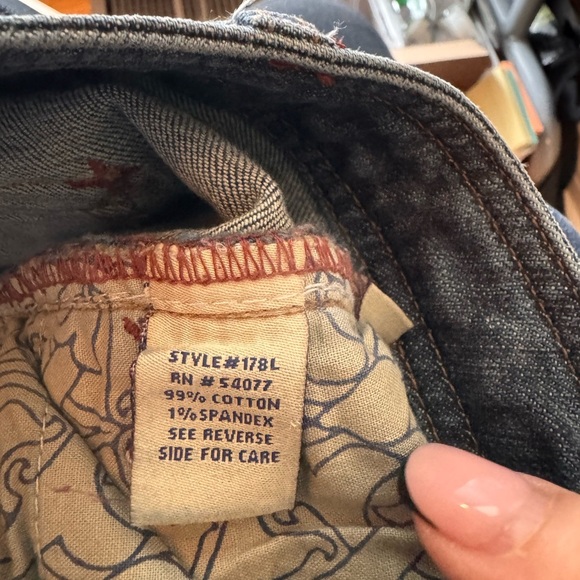 STYLE#178L
RN # 54077
99% COTTON
1% SPANDEX
SEE REVERSE
SIDE FOR CARE